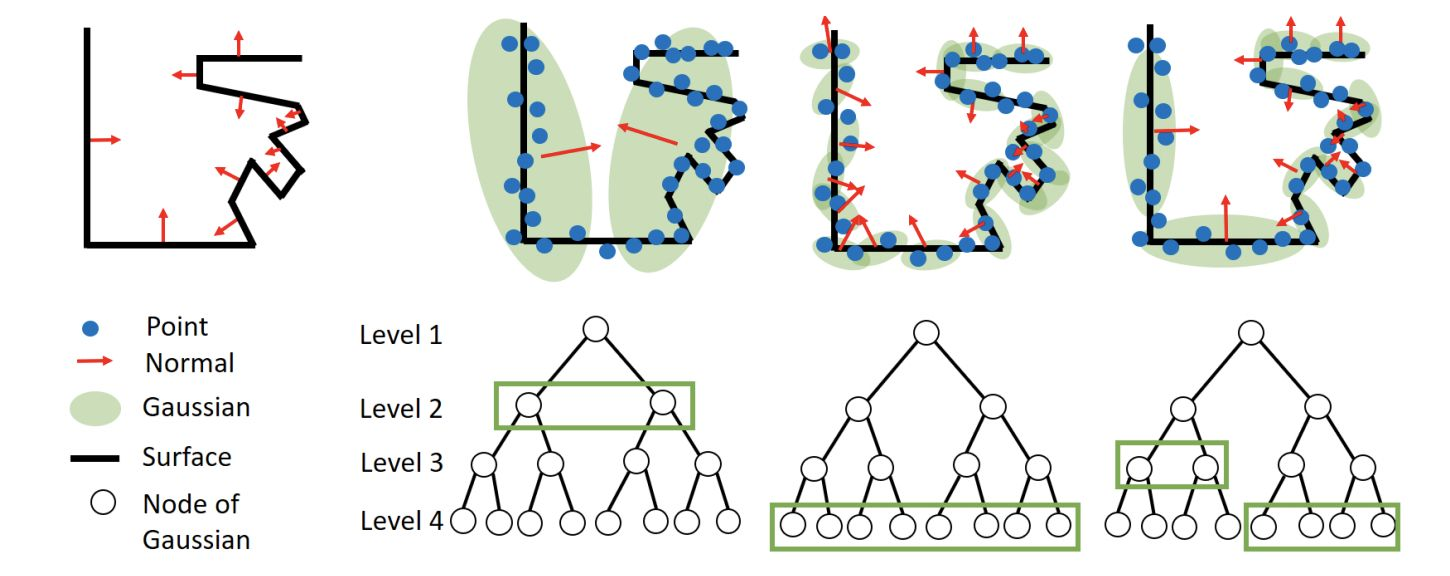 Point
Normal
Gaussian
Surface
Node of
Gaussian
Level 1
Level 2
Level 3
Level 4